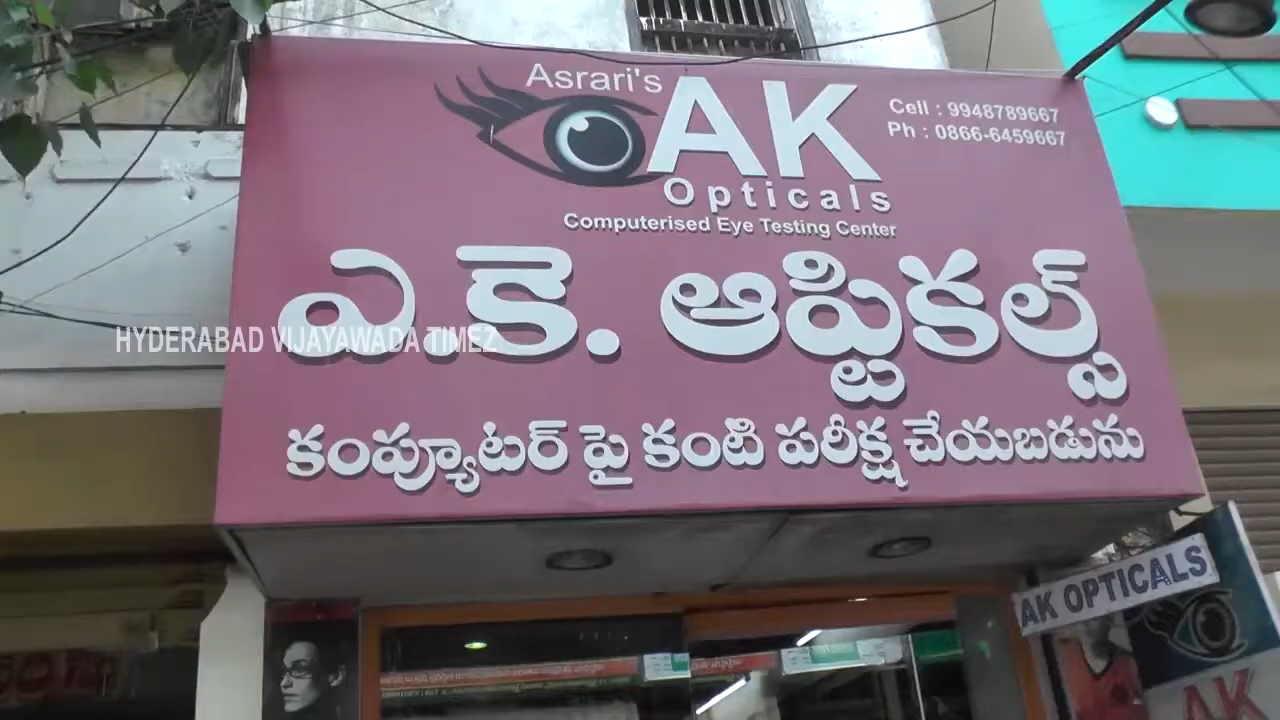 Asrari's
AK
Opticals
Computerised Eye Testing Center
Cell : 9948789667
Ph : 0866-6459667
ఎ.కె. ఆప్టికల్స్
HYDERABAD VIJAYAWADA TIMEZ
కంప్యూటర్ పై కంటి పరీక్ష చేయబడును
AK OPTICALS
AK